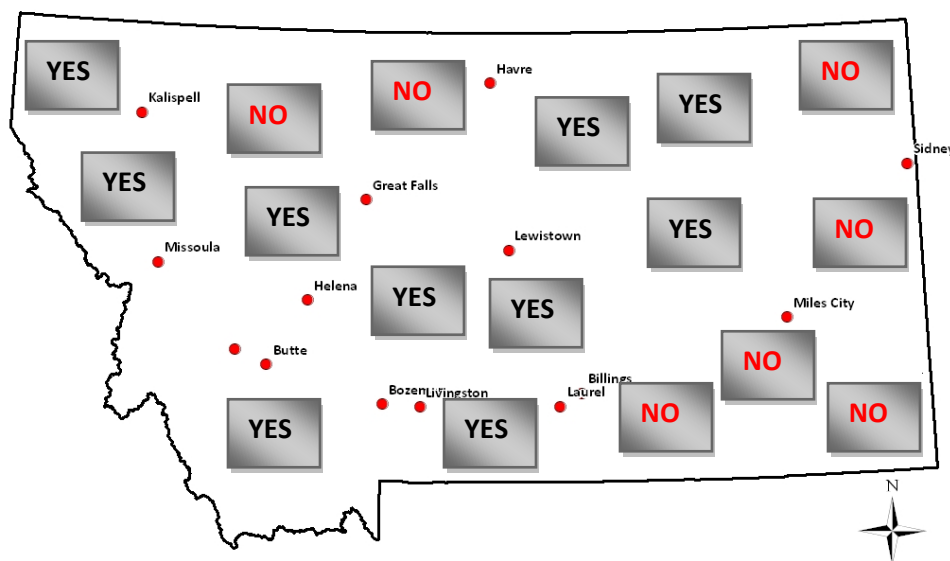 YES
NO
NO
Havre
YES
YES
NO
Kalispell
YES
YES
Great Falls
YES
NO
Sidney
Missoula
Lewistown
Helena
YES
YES
Miles City
Butte
NO
Bozen
Livingston
Billings
Laurel
YES
YES
NO
NO
N